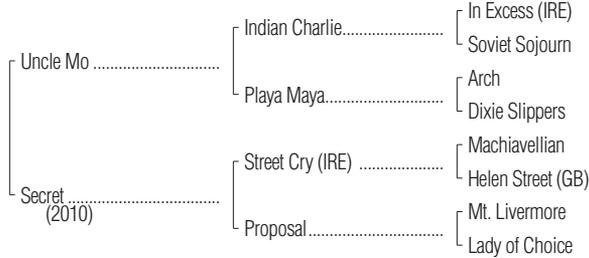 In Excess (IRE)
Indian Charlie.....................
Soviet Sojourn
Uncle Mo ..........................
Arch
Playa Maya.........................
Dixie Slippers
Machiavellian
Street Cry (IRE) ..................
Helen Street (GB)
Secret...............................
(2010)
Mt. Livermore
Proposal............................
Lady of Choice